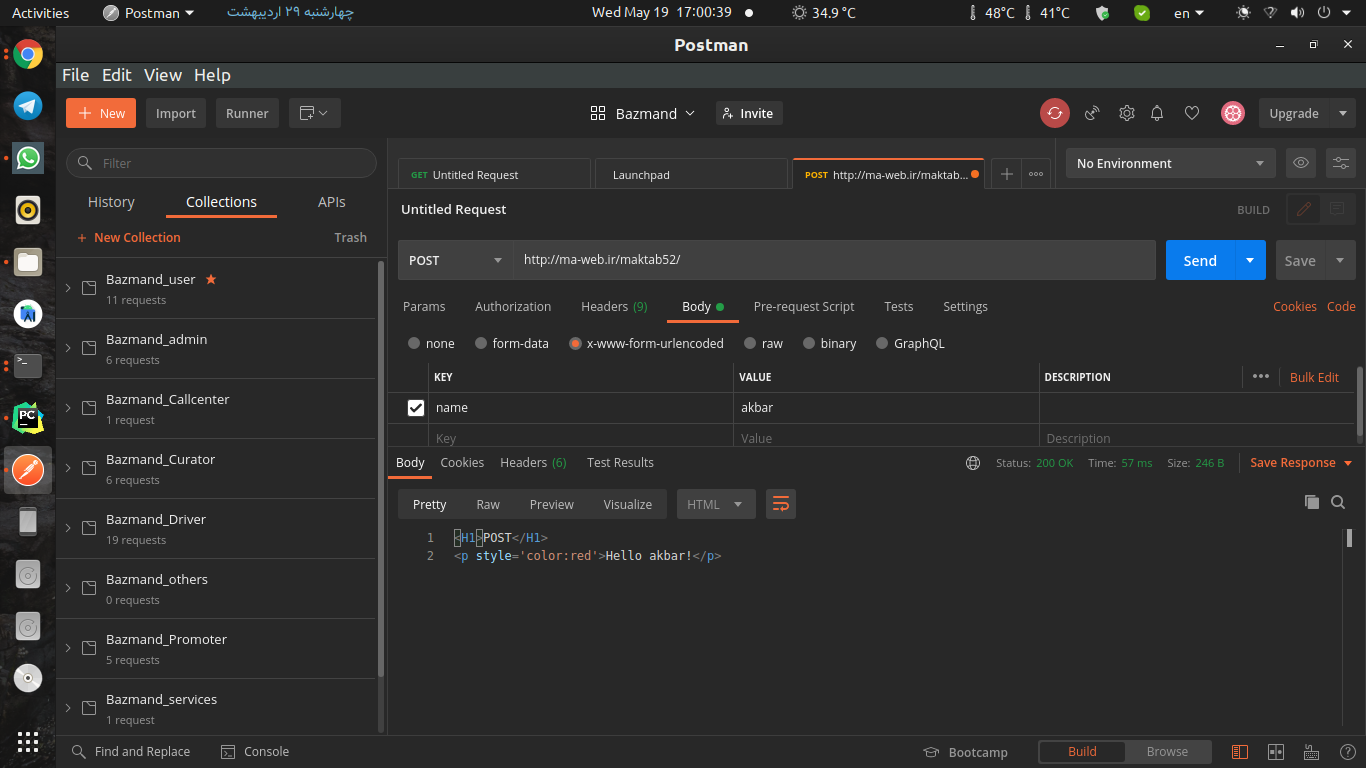 Activities Postman چهارشنبه ۲۹ اردیبهشت Wed May 19 17:00:39 34.9 °C 48°C 41°C en
Postman
File Edit View Help
+ New Import Runner Bazmand Invite Upgrade
Filter
History Collections APIs
+ New Collection Trash
Bazmand_user
11 requests
Bazmand_admin
6 requests
Bazmand_Callcenter
1 request
Bazmand_Curator
6 requests
Bazmand_Driver
19 requests
Bazmand_others
0 requests
Bazmand_Promoter
5 requests
Bazmand_services
1 request
GET Untitled Request Launchpad POST http://ma-web.ir/maktab... + ••• No Environment
Untitled Request BUILD
POST http://ma-web.ir/maktab52/ Send Save
Params Authorization Headers (9) Body Pre-request Script Tests Settings Cookies Code
none form-data x-www-form-urlencoded raw binary GraphQL
KEY VALUE DESCRIPTION ••• Bulk Edit
name akbar
Key Value Description
Body Cookies Headers (6) Test Results Status: 200 OK Time: 57 ms Size: 246 B Save Response
Pretty Raw Preview Visualize HTML
1 <H1>POST</H1>
2 <p style='color:red'>Hello akbar!</p>
Find and Replace Console Bootcamp Build Browse